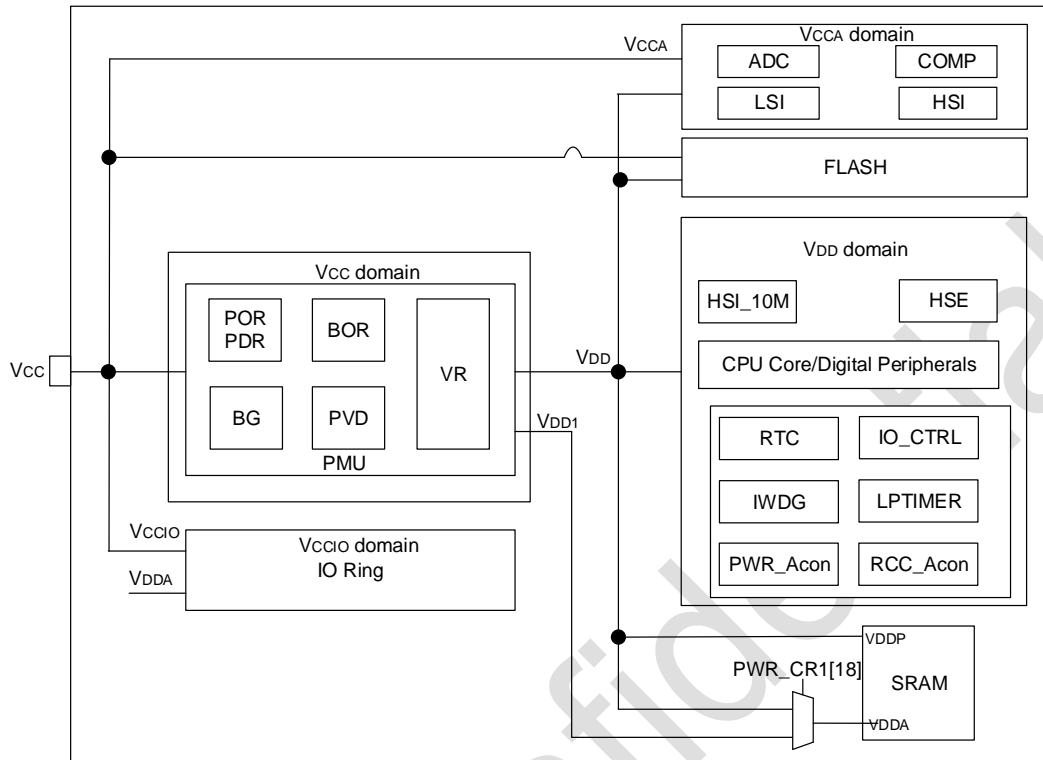 VCCA domain
VCCA
ADC
COMP
LSI
HSI
FLASH
VCC domain
POR
PDR
BOR
VR
BG
PVD
PMU
VCC
VDD
VDD1
VDD domain
HSI_10M
HSE
CPU Core/Digital Peripherals
RTC
IO_CTRL
IWDG
LPTIMER
PWR_Acon
RCC_Acon
VCCIO
VCCIO domain
IO Ring
VDDA
PWR_CR1[18]
VDDP
SRAM
VDDA